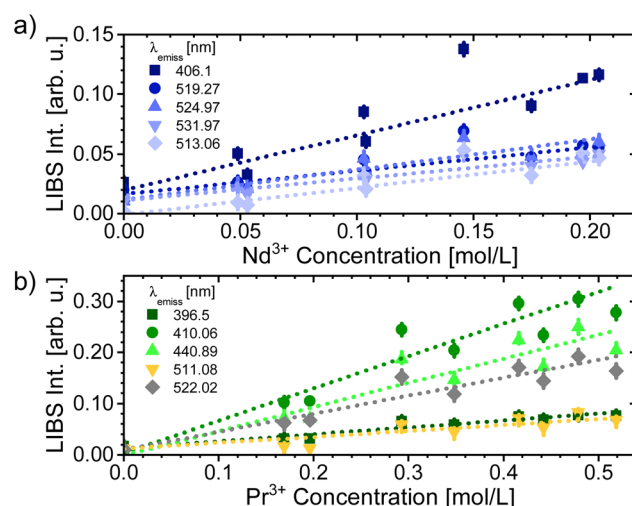 a)
LIBS Int. [arb. u.]
0.15
0.10
0.05
0.00
λemiss [nm]
406.1
519.27
524.97
531.97
513.06
0.00 0.05 0.10 0.15 0.20
Nd³⁺ Concentration [mol/L]
b)
LIBS Int. [arb. u.]
0.30
0.20
0.10
0.00
λemiss [nm]
396.5
410.06
440.89
511.08
522.02
0.0 0.1 0.2 0.3 0.4 0.5
Pr³⁺ Concentration [mol/L]